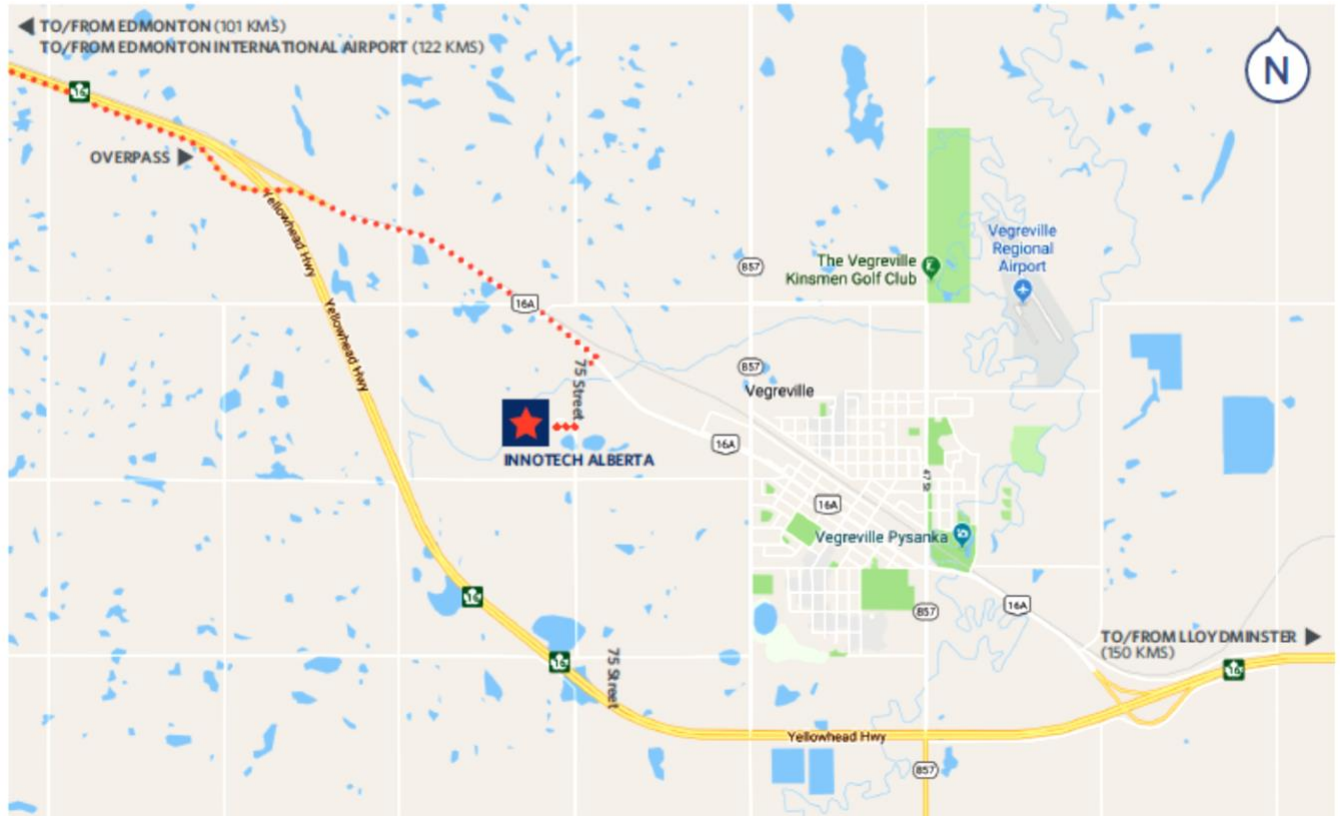 TO/FROM EDMONTON (101 KMS)
TO/FROM EDMONTON INTERNATIONAL AIRPORT (122 KMS)
N
16
OVERPASS
Yellowhead Hwy
Yellowhead Hwy
857
The Vegreville
Kinsmen Golf Club
Vegreville
Regional
Airport
16A
75 Street
857
Vegreville
INNOTECH ALBERTA
16A
47 St
16A
Vegreville Pysanka
16
857
16A
TO/FROM LLOYDMINSTER
(150 KMS)
16
75 Street
16
Yellowhead Hwy
857